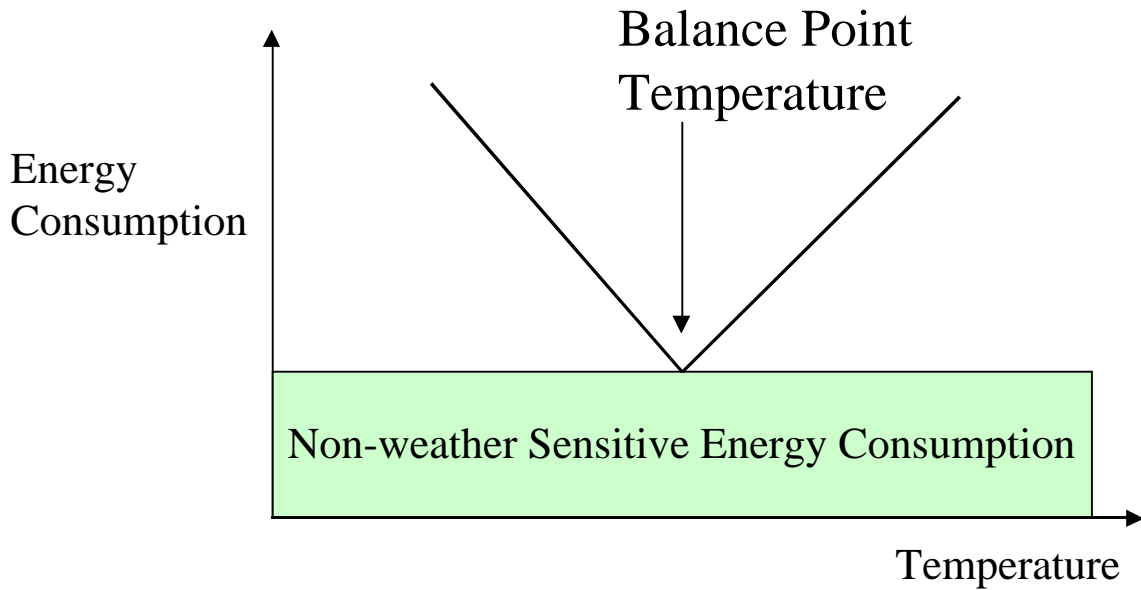 Balance Point
Temperature
Energy
Consumption
Non-weather Sensitive Energy Consumption
Temperature